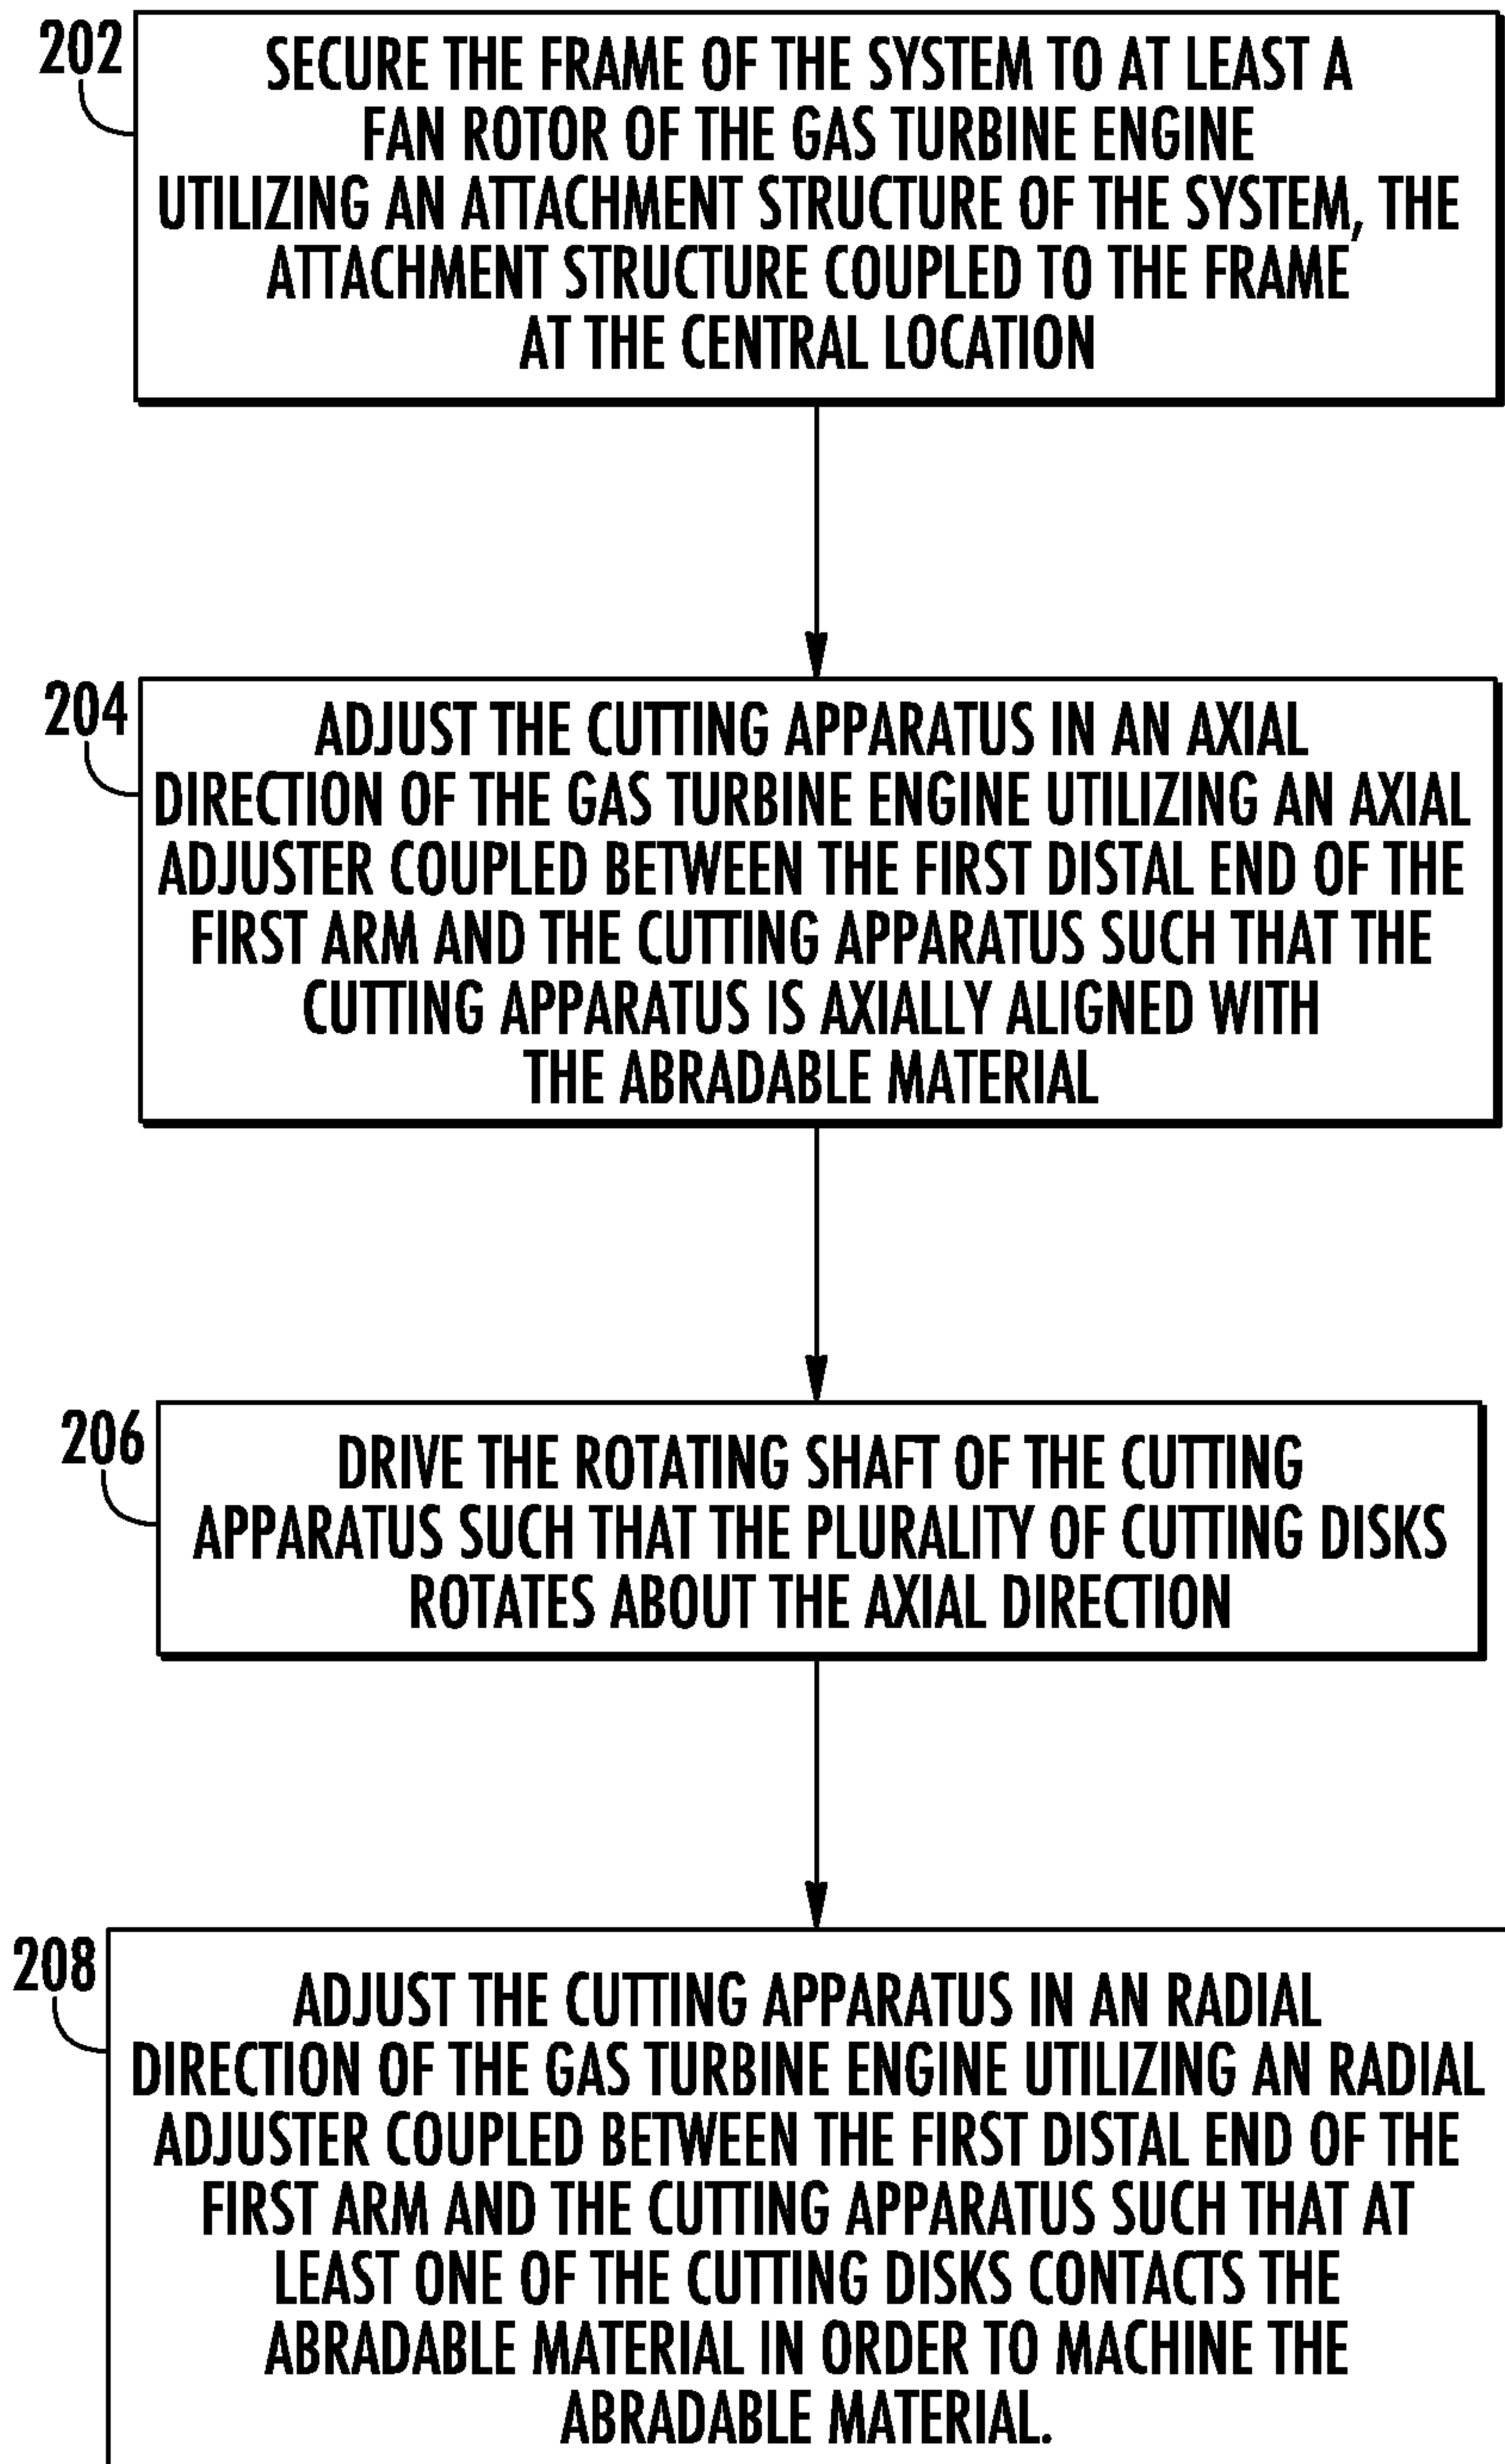 202
SECURE THE FRAME OF THE SYSTEM TO AT LEAST A
FAN ROTOR OF THE GAS TURBINE ENGINE
UTILIZING AN ATTACHMENT STRUCTURE OF THE SYSTEM, THE
ATTACHMENT STRUCTURE COUPLED TO THE FRAME
AT THE CENTRAL LOCATION
204
ADJUST THE CUTTING APPARATUS IN AN AXIAL
DIRECTION OF THE GAS TURBINE ENGINE UTILIZING AN AXIAL
ADJUSTER COUPLED BETWEEN THE FIRST DISTAL END OF THE
FIRST ARM AND THE CUTTING APPARATUS SUCH THAT THE
CUTTING APPARATUS IS AXIALLY ALIGNED WITH
THE ABRADABLE MATERIAL
206
DRIVE THE ROTATING SHAFT OF THE CUTTING
APPARATUS SUCH THAT THE PLURALITY OF CUTTING DISKS
ROTATES ABOUT THE AXIAL DIRECTION
208
ADJUST THE CUTTING APPARATUS IN AN RADIAL
DIRECTION OF THE GAS TURBINE ENGINE UTILIZING AN RADIAL
ADJUSTER COUPLED BETWEEN THE FIRST DISTAL END OF THE
FIRST ARM AND THE CUTTING APPARATUS SUCH THAT AT
LEAST ONE OF THE CUTTING DISKS CONTACTS THE
ABRADABLE MATERIAL IN ORDER TO MACHINE THE
ABRADABLE MATERIAL.